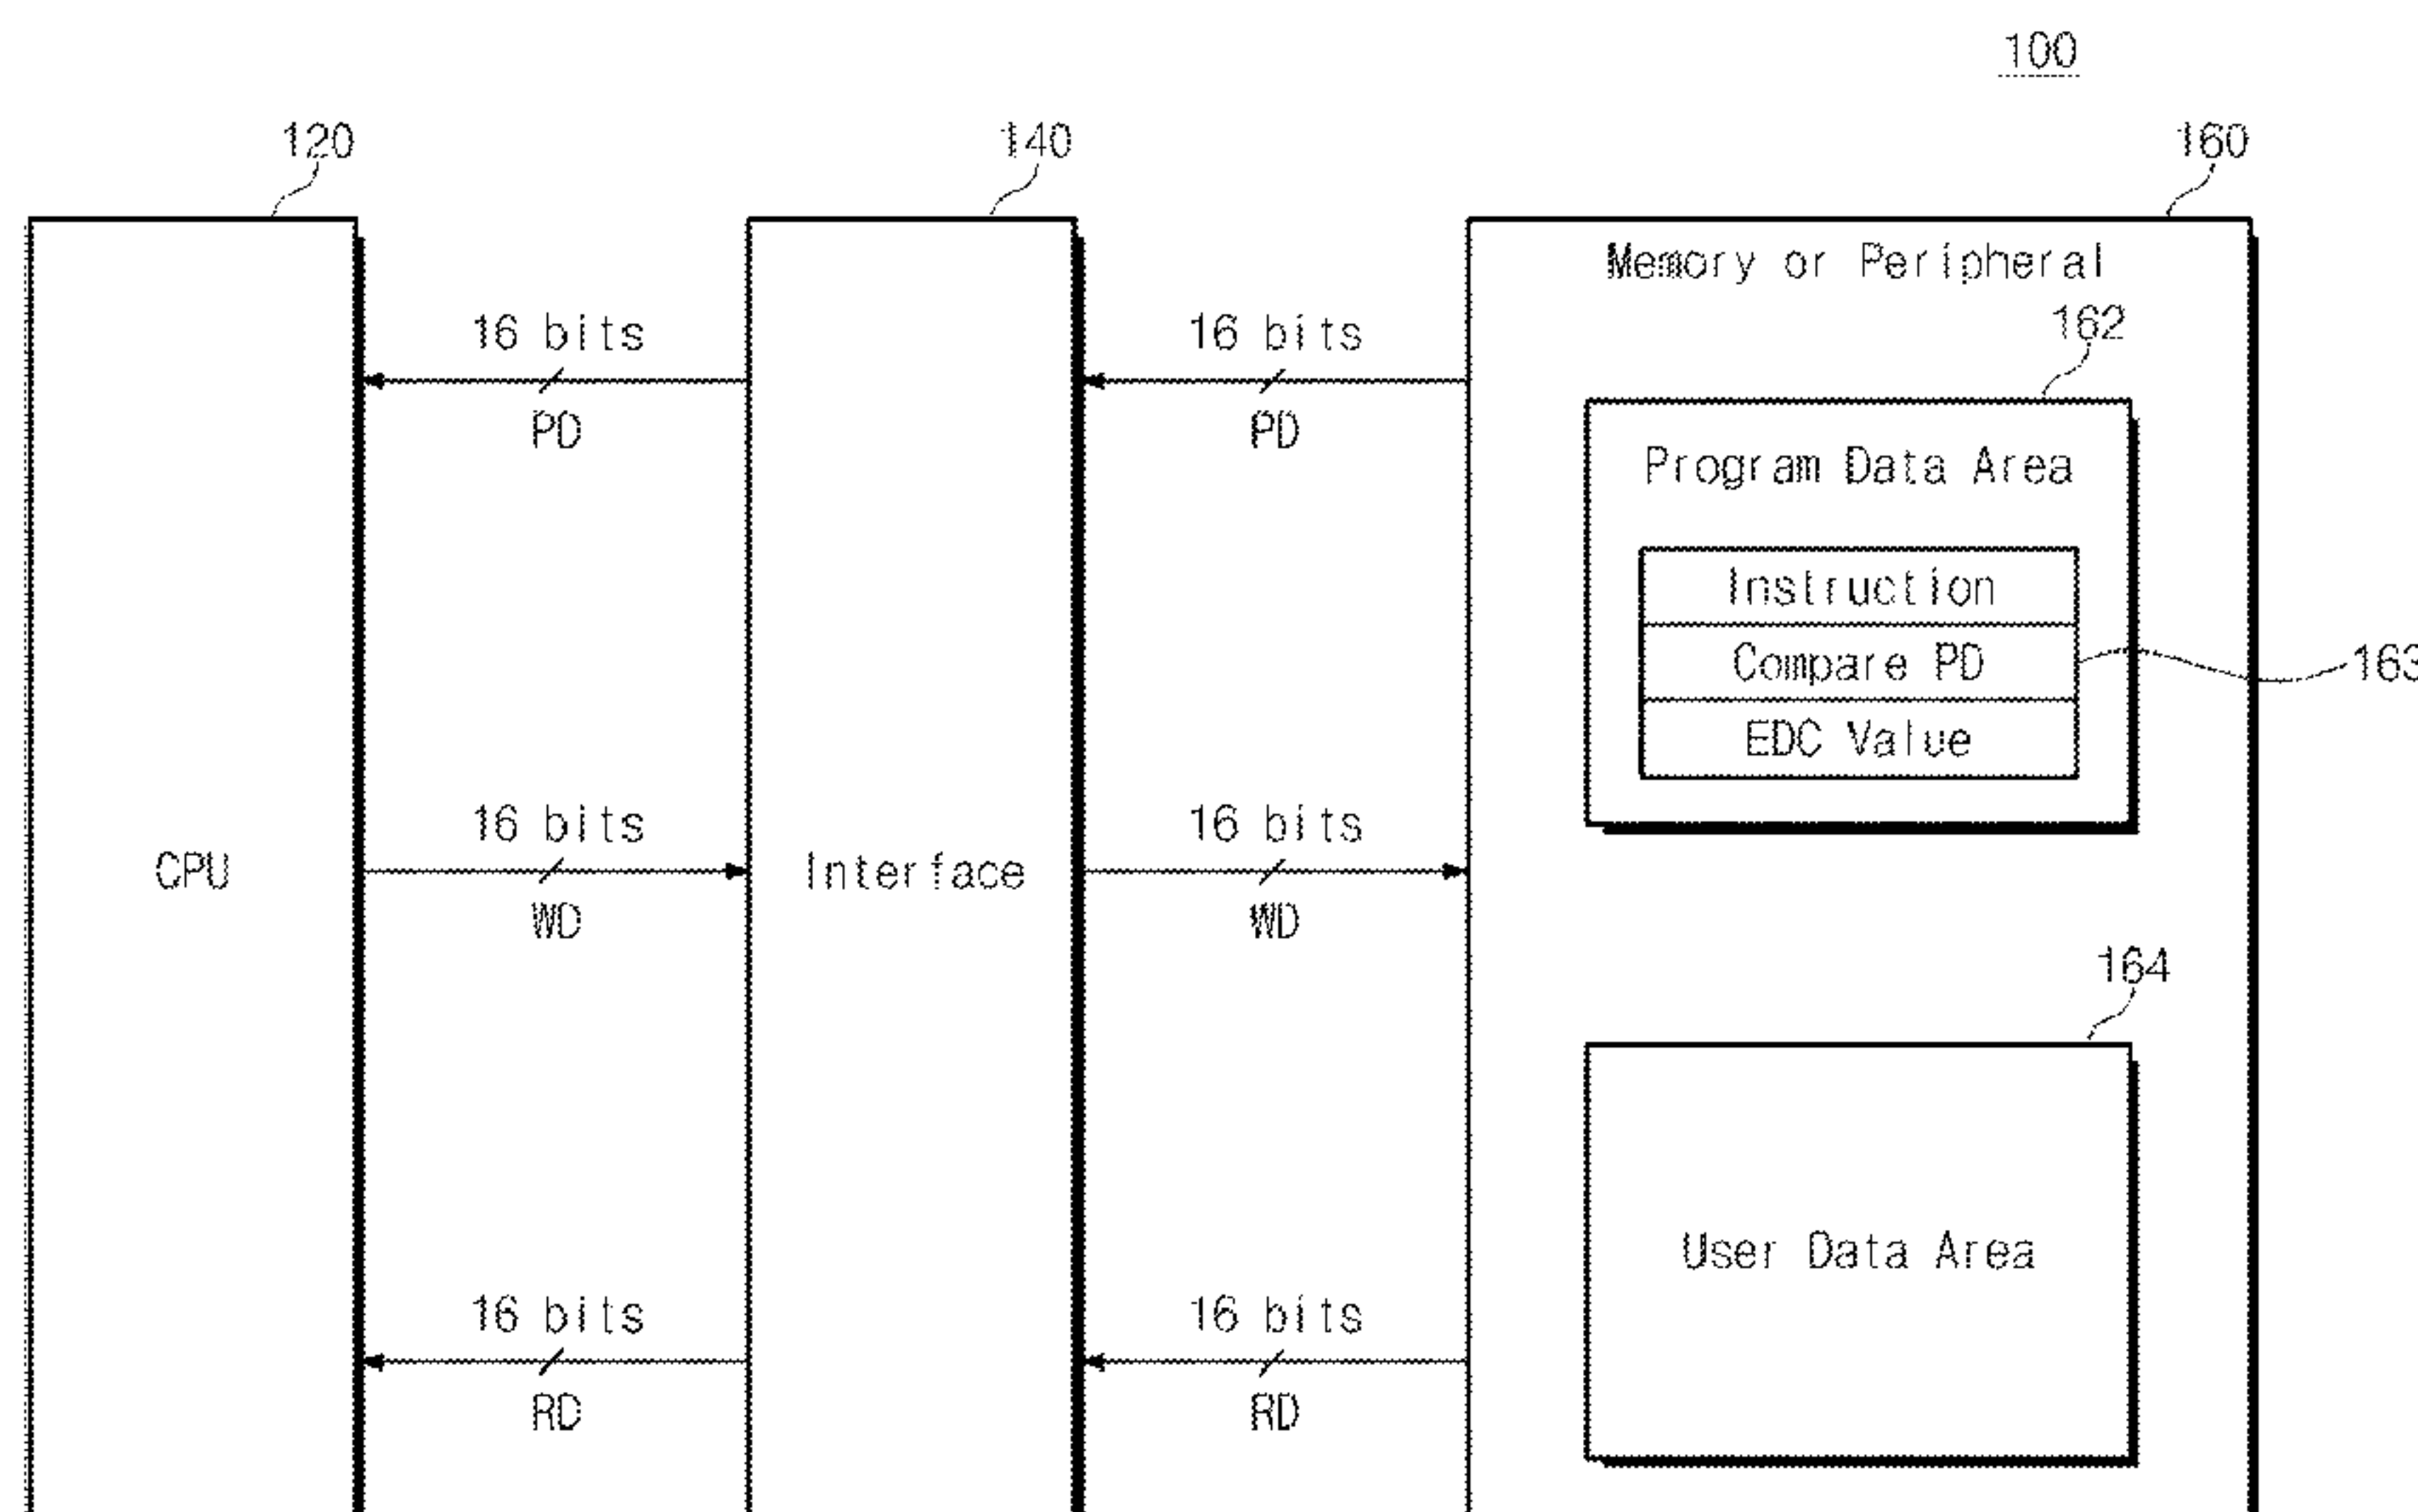 100
120
140
160
Memory or Peripheral
162
16 bits
16 bits
PD
PD
Program Data Area
Instruction
Compare PD
163
EDC Value
16 bits
16 bits
CPU
Interface
WD
WD
164
User Data Area
16 bits
16 bits
RD
RD